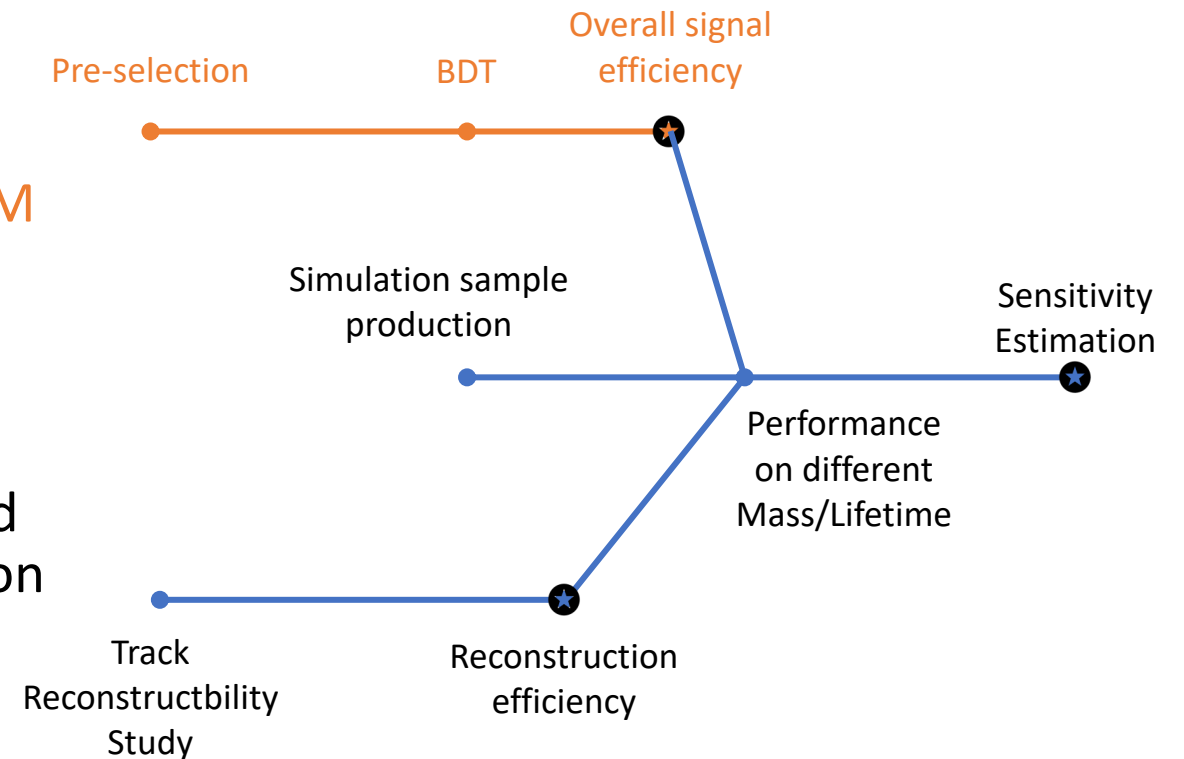 Overall signal
efficiency
Pre-selection
BDT
M
Simulation sample
production
Sensitivity
Estimation
Performance
on different
Mass/Lifetime
d
on
Track
Reconstructbility
Study
Reconstruction
efficiency